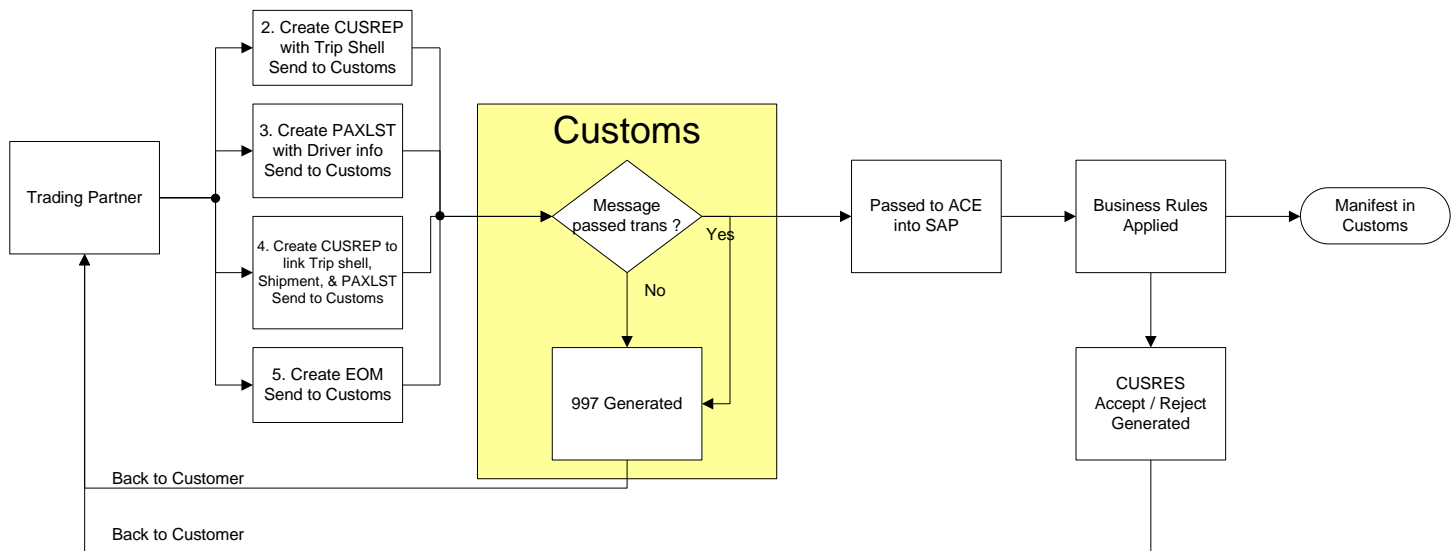 2. Create CUSREP
with Trip Shell
Send to Customs
Trading Partner
3. Create PAXLST
with Driver info
Send to Customs
4. Create CUSREP to
link Trip shell,
Shipment, & PAXLST
Send to Customs
5. Create EOM
Send to Customs
Customs
Message
passed trans ?
Yes
No
997 Generated
Passed to ACE
into SAP
Business Rules
Applied
Manifest in
Customs
CUSRES
Accept / Reject
Generated
Back to Customer
Back to Customer